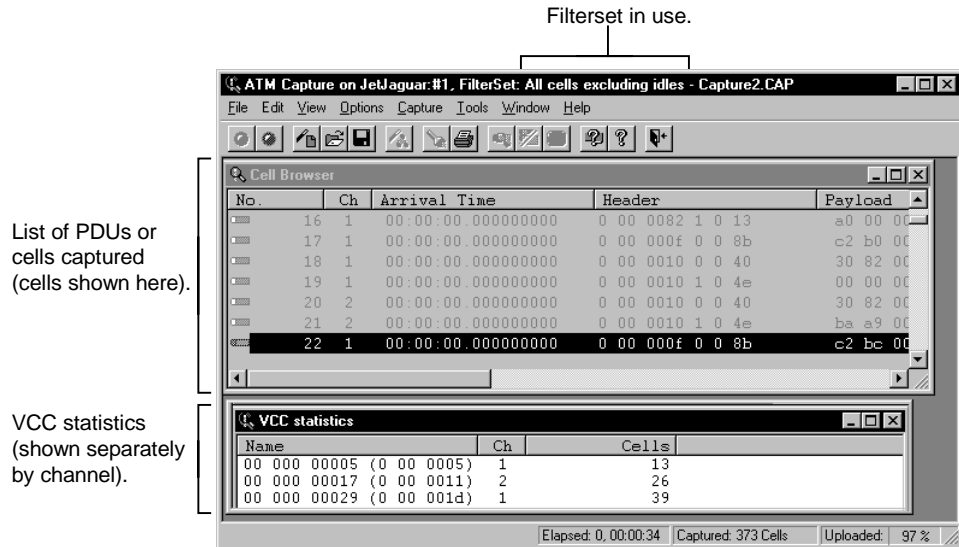 Filterset in use.
ATM Capture on JetJaguar:#1, FilterSet: All cells excluding idles - Capture2.CAP
File Edit View Options Capture Tools Window Help
List of PDUs or
cells captured
(cells shown here).
Cell Browser
No. Ch Arrival Time Header Payload
16 1 00:00:00.000000000 0 00 0082 1 0 13 a0 00 00
17 1 00:00:00.000000000 0 00 000f 0 0 8b c2 b0 00
18 1 00:00:00.000000000 0 00 0010 0 0 40 30 82 00
19 1 00:00:00.000000000 0 00 0010 1 0 4e 00 00 00
20 2 00:00:00.000000000 0 00 0010 0 0 40 30 82 00
21 2 00:00:00.000000000 0 00 0010 1 0 4e ba a9 00
22 1 00:00:00.000000000 0 00 000f 0 0 8b c2 bc 00
VCC statistics
(shown separately
by channel).
VCC statistics
Name Ch Cells
00 000 00005 (0 00 0005) 1 13
00 000 00017 (0 00 0011) 2 26
00 000 00029 (0 00 001d) 1 39
Elapsed: 0, 00:00:34 Captured: 373 Cells Uploaded: 97 %